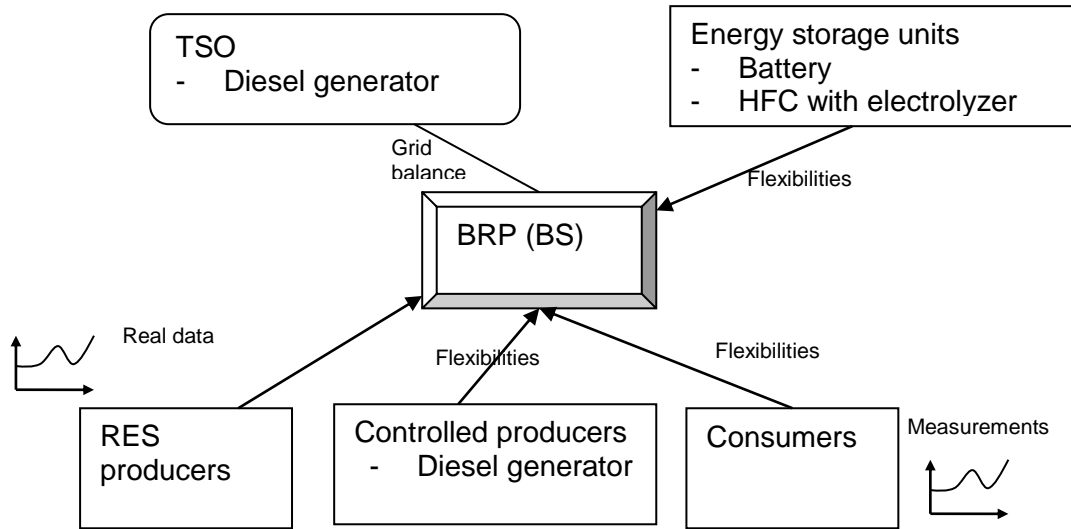 TSO
- Diesel generator
Energy storage units
- Battery
- HFC with electrolyzer
Grid
balance
Flexibilities
BRP (BS)
Real data
Flexibilities
Flexibilities
RES
producers
Controlled producers
- Diesel generator
Consumers
Measurements